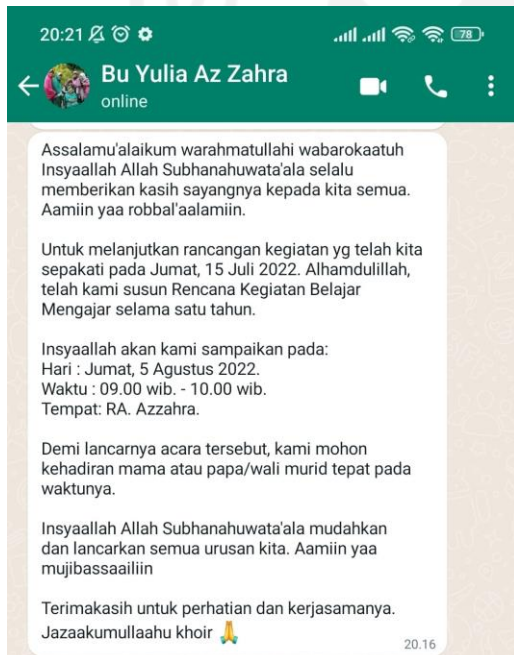 20:21
78
Bu Yulia Az Zahra
online
Assalamu'alaikum warahmatullahi wabarokaatuh
Insyaallah Allah Subhanahuwata'ala selalu
memberikan kasih sayangnya kepada kita semua.
Aamiin yaa robbal'aalamiin.
Untuk melanjutkan rancangan kegiatan yg telah kita
sepakati pada Jumat, 15 Juli 2022. Alhamdulillah,
telah kami susun Rencana Kegiatan Belajar
Mengajar selama satu tahun.
Insyaallah akan kami sampaikan pada:
Hari : Jumat, 5 Agustus 2022.
Waktu : 09.00 wib. - 10.00 wib.
Tempat: RA. Azzahra.
Demi lancarnya acara tersebut, kami mohon
kehadiran mama atau papa/wali murid tepat pada
waktunya.
Insyaallah Allah Subhanahuwata'ala mudahkan
dan lancarkan semua urusan kita. Aamiin yaa
mujibassaailiin
Terimakasih untuk perhatian dan kerjasamanya.
Jazaakumullaahu khoir 🙏
20.16